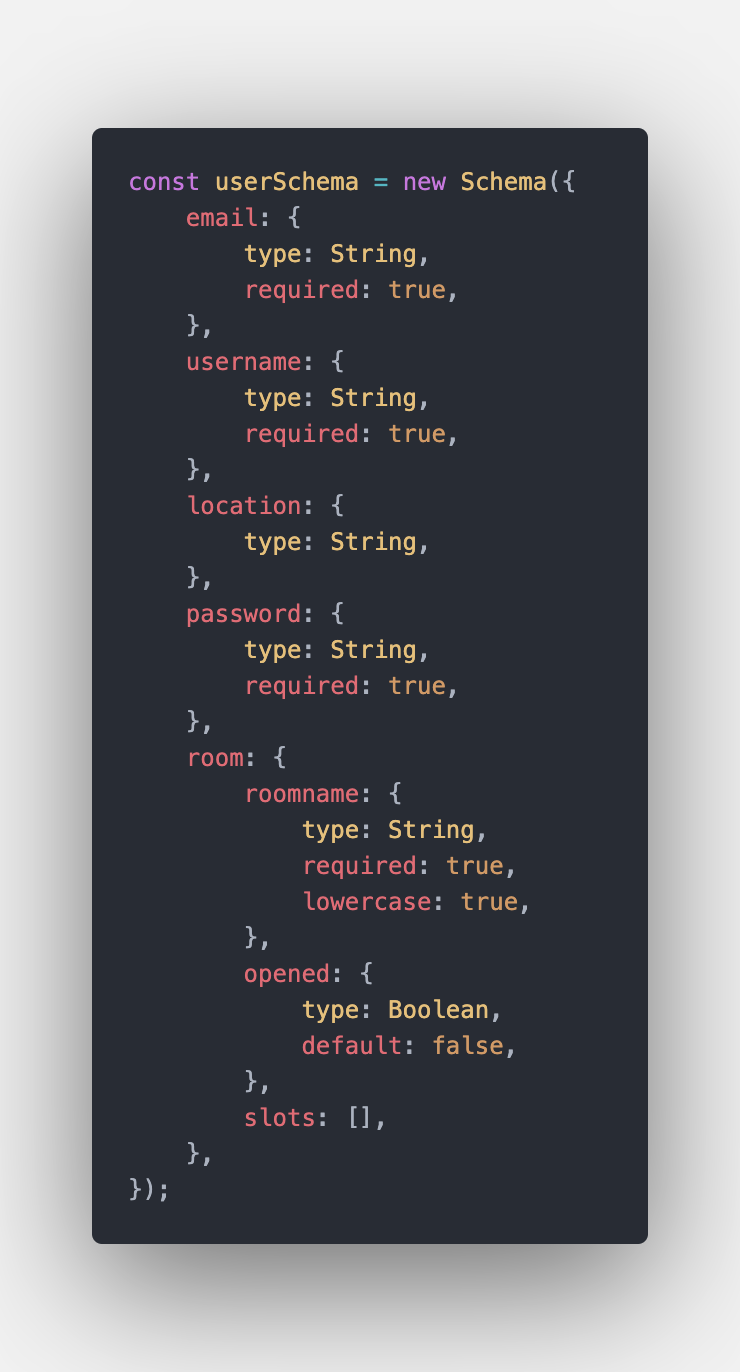 const userSchema = new Schema({
    email: {
        type: String,
        required: true,
    },
    username: {
        type: String,
        required: true,
    },
    location: {
        type: String,
    },
    password: {
        type: String,
        required: true,
    },
    room: {
        roomname: {
            type: String,
            required: true,
            lowercase: true,
        },
        opened: {
            type: Boolean,
            default: false,
        },
        slots: [],
    },
});